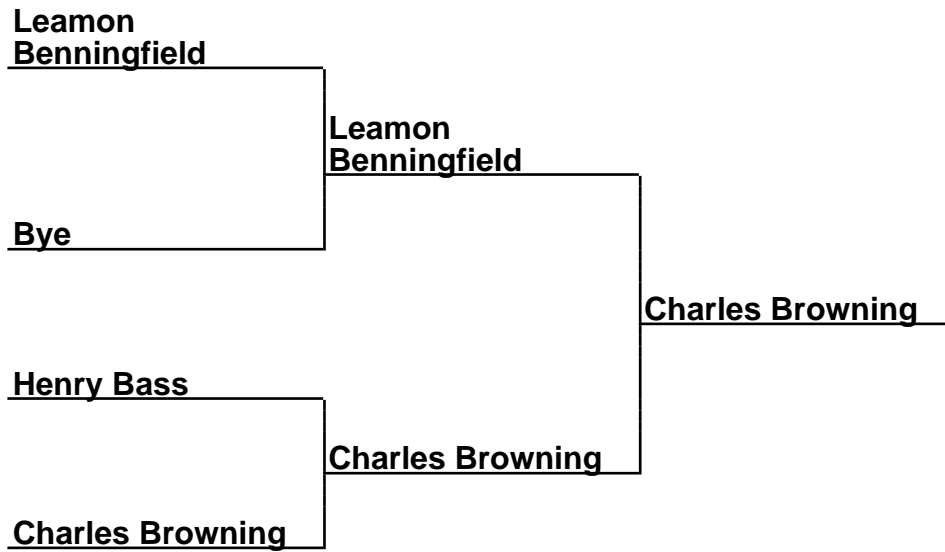 Leamon
Benningfield
Leamon
Benningfield
Bye
Charles Browning
Henry Bass
Charles Browning
Charles Browning